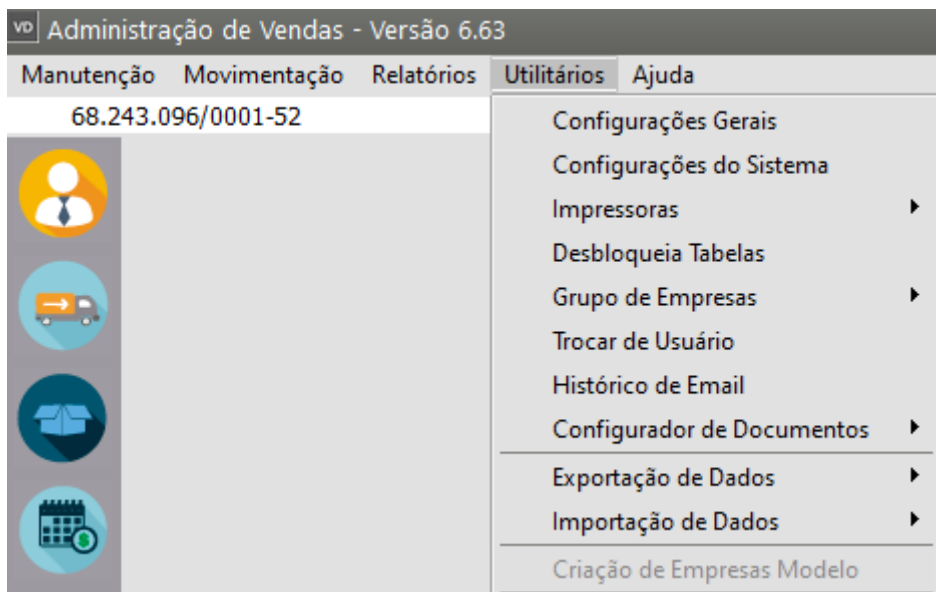 VD Administração de Vendas - Versão 6.63
Manutenção Movimentação Relatórios Utilitários Ajuda
68.243.096/0001-52
Configurações Gerais
Configurações do Sistema
Impressoras
Desbloqueia Tabelas
Grupo de Empresas
Trocar de Usuário
Histórico de Email
Configurador de Documentos
Exportação de Dados
Importação de Dados
Criação de Empresas Modelo